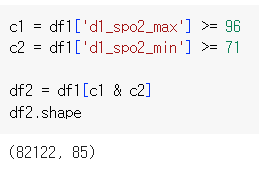 c1 = df1['d1_spo2_max'] >= 96
c2 = df1['d1_spo2_min'] >= 71
df2 = df1[c1 & c2]
df2.shape
(82122, 85)